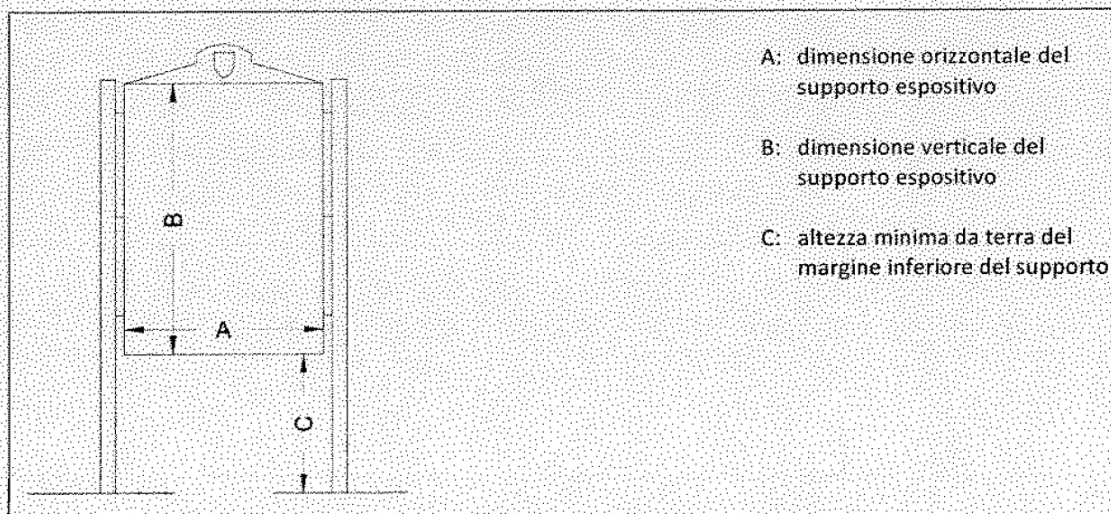 A: dimensione orizzontale del
supporto espositivo
B: dimensione verticale del
supporto espositivo
C: altezza minima da terra del
margine inferiore del supporto
B
A
C